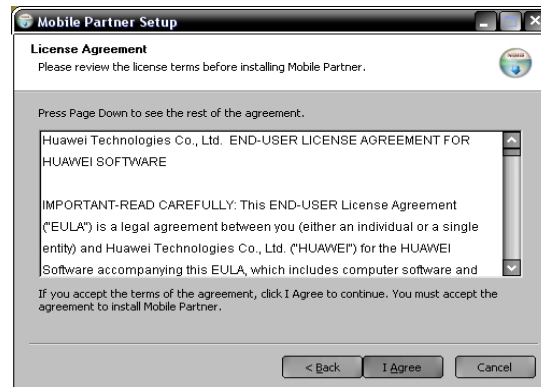 Mobile Partner Setup
License Agreement
Please review the license terms before installing Mobile Partner.
Press Page Down to see the rest of the agreement.
Huawei Technologies Co., Ltd. END-USER LICENSE AGREEMENT FOR
HUAWEI SOFTWARE
IMPORTANT-READ CAREFULLY: This END-USER License Agreement
("EULA") is a legal agreement between you (either an individual or a single
entity) and Huawei Technologies Co., Ltd. ("HUAWEI") for the HUAWEI
Software accompanying this EULA, which includes computer software and
If you accept the terms of the agreement, click I Agree to continue. You must accept the
agreement to install Mobile Partner.
< Back I Agree Cancel